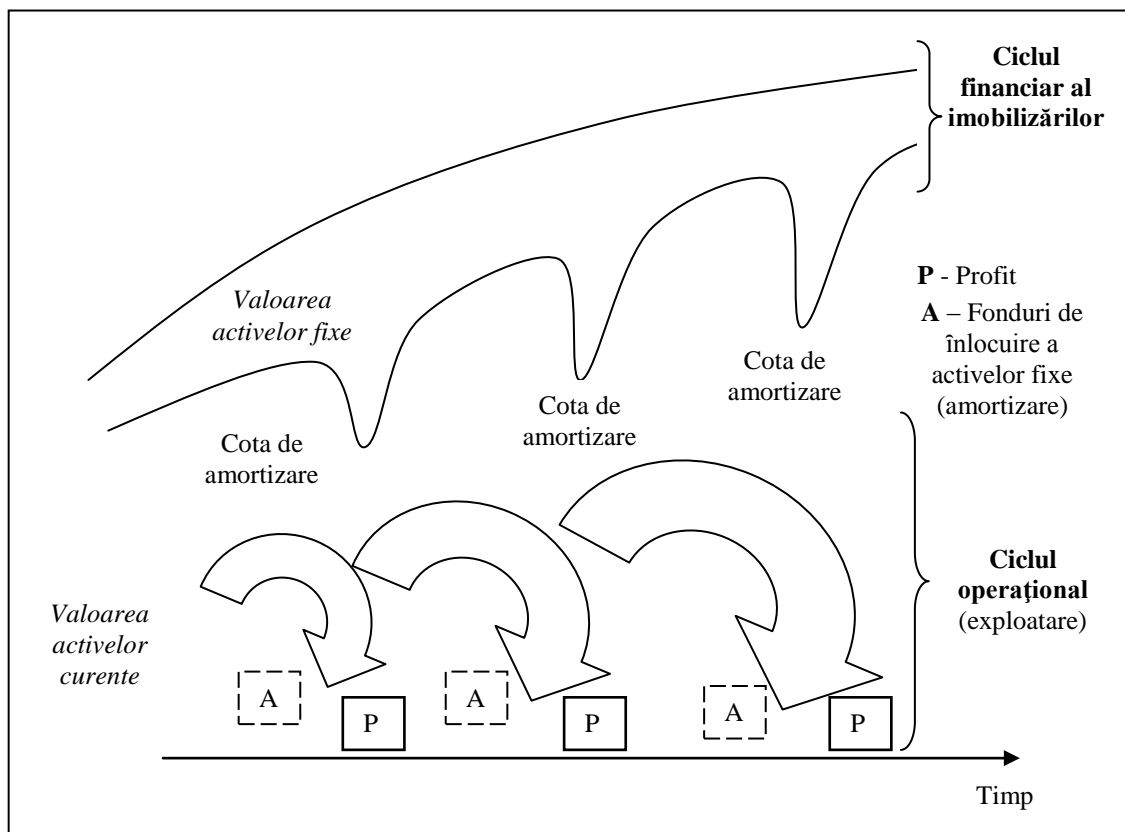 Ciclul
financiar al
imobilizărilor
Valoarea
activelor fixe
P - Profit
A – Fonduri de
înlocuire a
activelor fixe
(amortizare)
Cota de
amortizare
Cota de
amortizare
Cota de
amortizare
Ciclul
operaţional
(exploatare)
Valoarea
activelor
curente
A
P
A
P
A
P
Timp